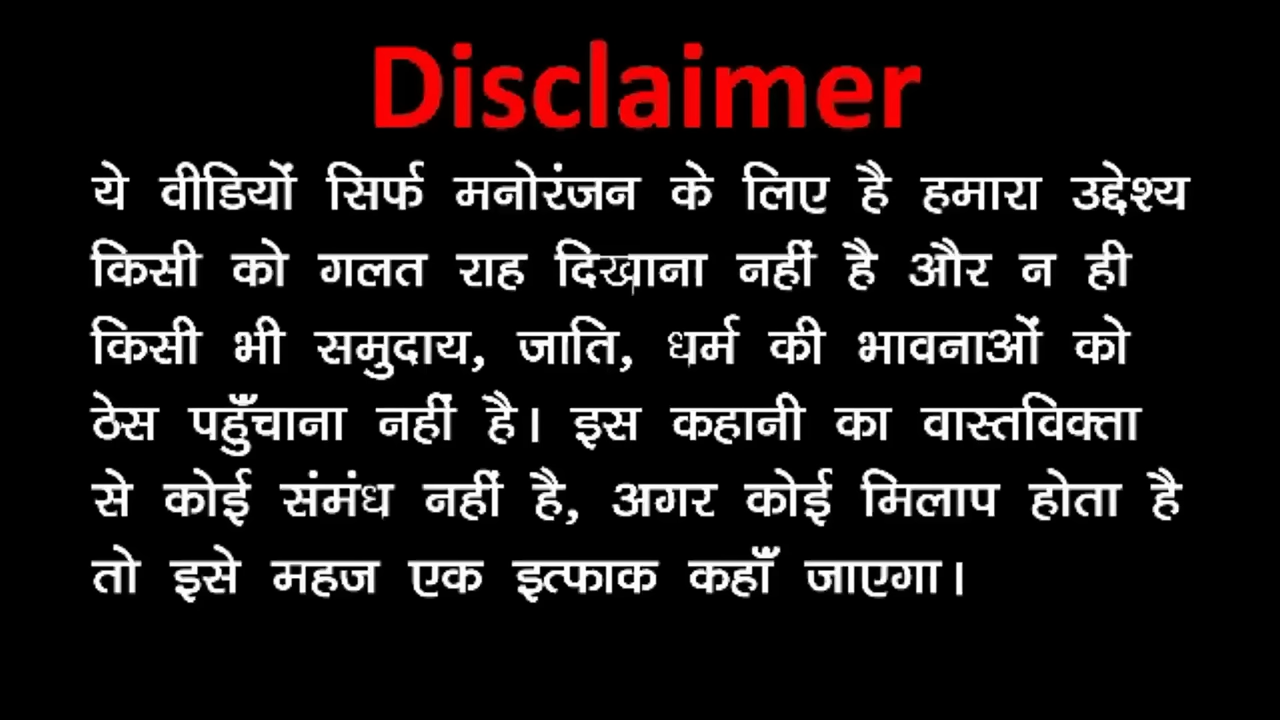 Disclaimer
ये वीडियों सिर्फ मनोरंजन के लिए है हमारा उद्देश्य
किसी को गलत राह दिखाना नहीं है और न ही
किसी भी समुदाय, जाति, धर्म की भावनाओं को
ठेस पहुँचाना नहीं है। इस कहानी का वास्तविक्ता
से कोई संमंध नहीं है, अगर कोई मिलाप होता है
तो इसे महज एक इत्फाक कहाँ जाएगा।